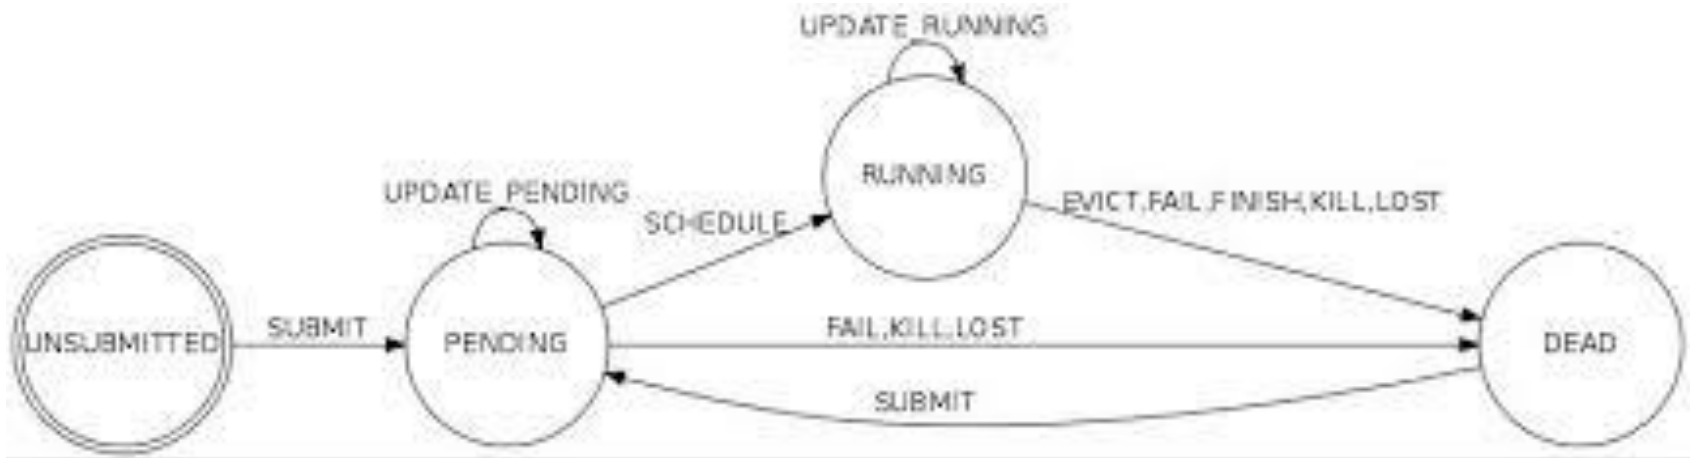 UPDATE_RUNNING
RUNNING
UPDATE_PENDING
SCHEDULE
EVICT,FAIL,FINISH,KILL,LOST
UNSUBMITTED
SUBMIT
PENDING
FAIL,KILL,LOST
DEAD
SUBMIT